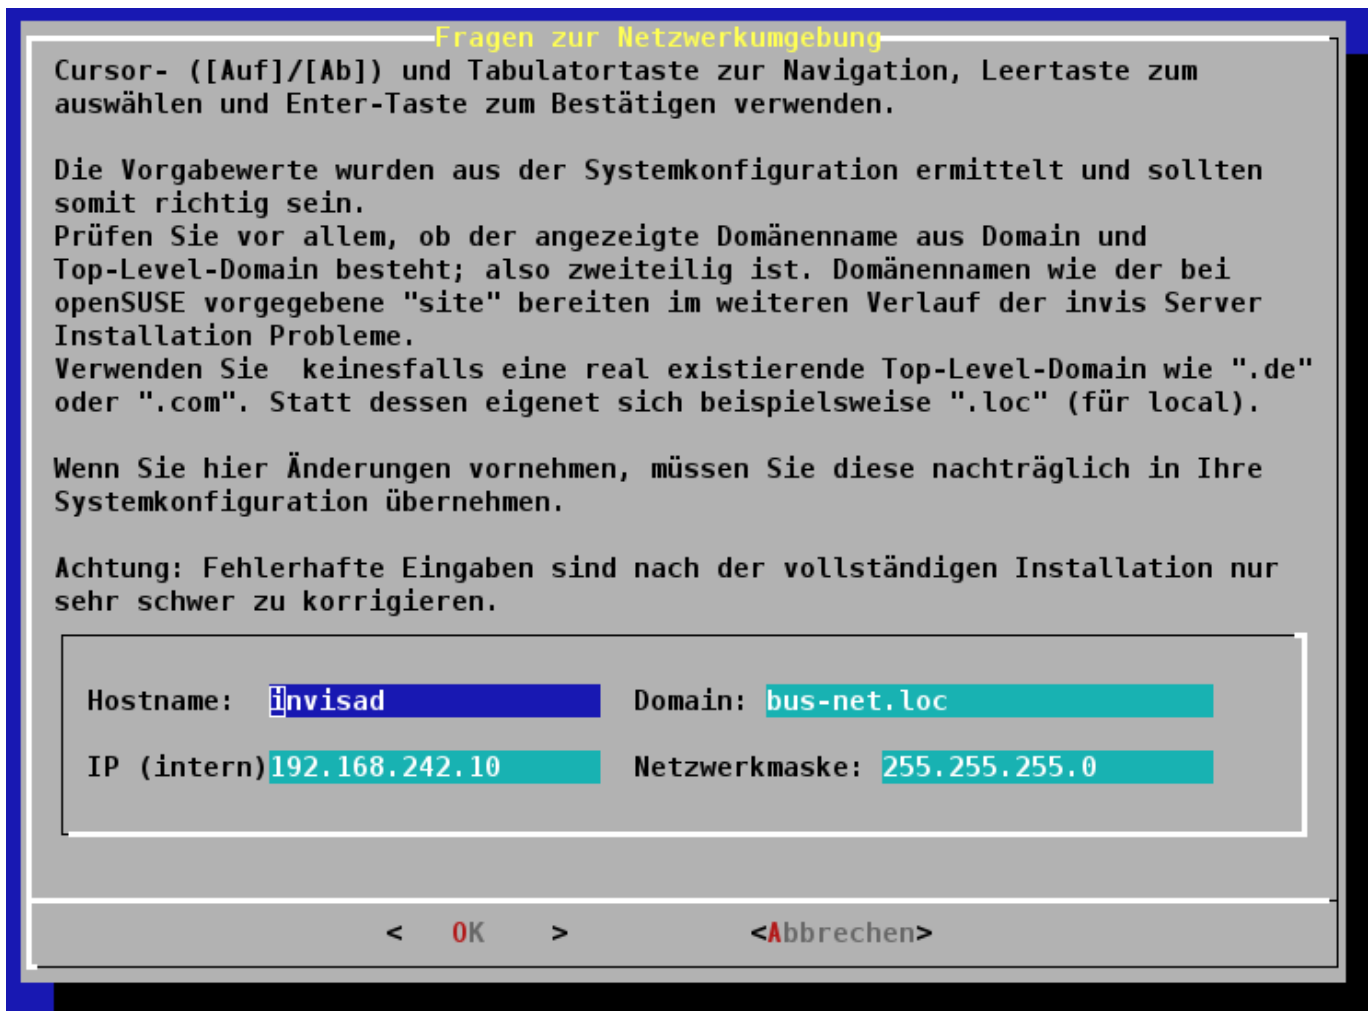 Fragen zur Netzwerkumgebung
Cursor- ([Auf]/[Ab]) und Tabulatortaste zur Navigation, Leertaste zum
auswählen und Enter-Taste zum Bestätigen verwenden.
Die Vorgabewerte wurden aus der Systemkonfiguration ermittelt und sollten
somit richtig sein.
Prüfen Sie vor allem, ob der angezeigte Domänenname aus Domain und
Top-Level-Domain besteht; also zweiteilig ist. Domänennamen wie der bei
openSUSE vorgegebene "site" bereiten im weiteren Verlauf der invis Server
Installation Probleme.
Verwenden Sie  keinesfalls eine real existierende Top-Level-Domain wie ".de"
oder ".com". Statt dessen eigenet sich beispielsweise ".loc" (für local).
Wenn Sie hier Änderungen vornehmen, müssen Sie diese nachträglich in Ihre
Systemkonfiguration übernehmen.
Achtung: Fehlerhafte Eingaben sind nach der vollständigen Installation nur
sehr schwer zu korrigieren.
Hostname: invisad Domain: bus-net.loc
IP (intern)192.168.242.10 Netzwerkmaske: 255.255.255.0
< OK > <Abbrechen>